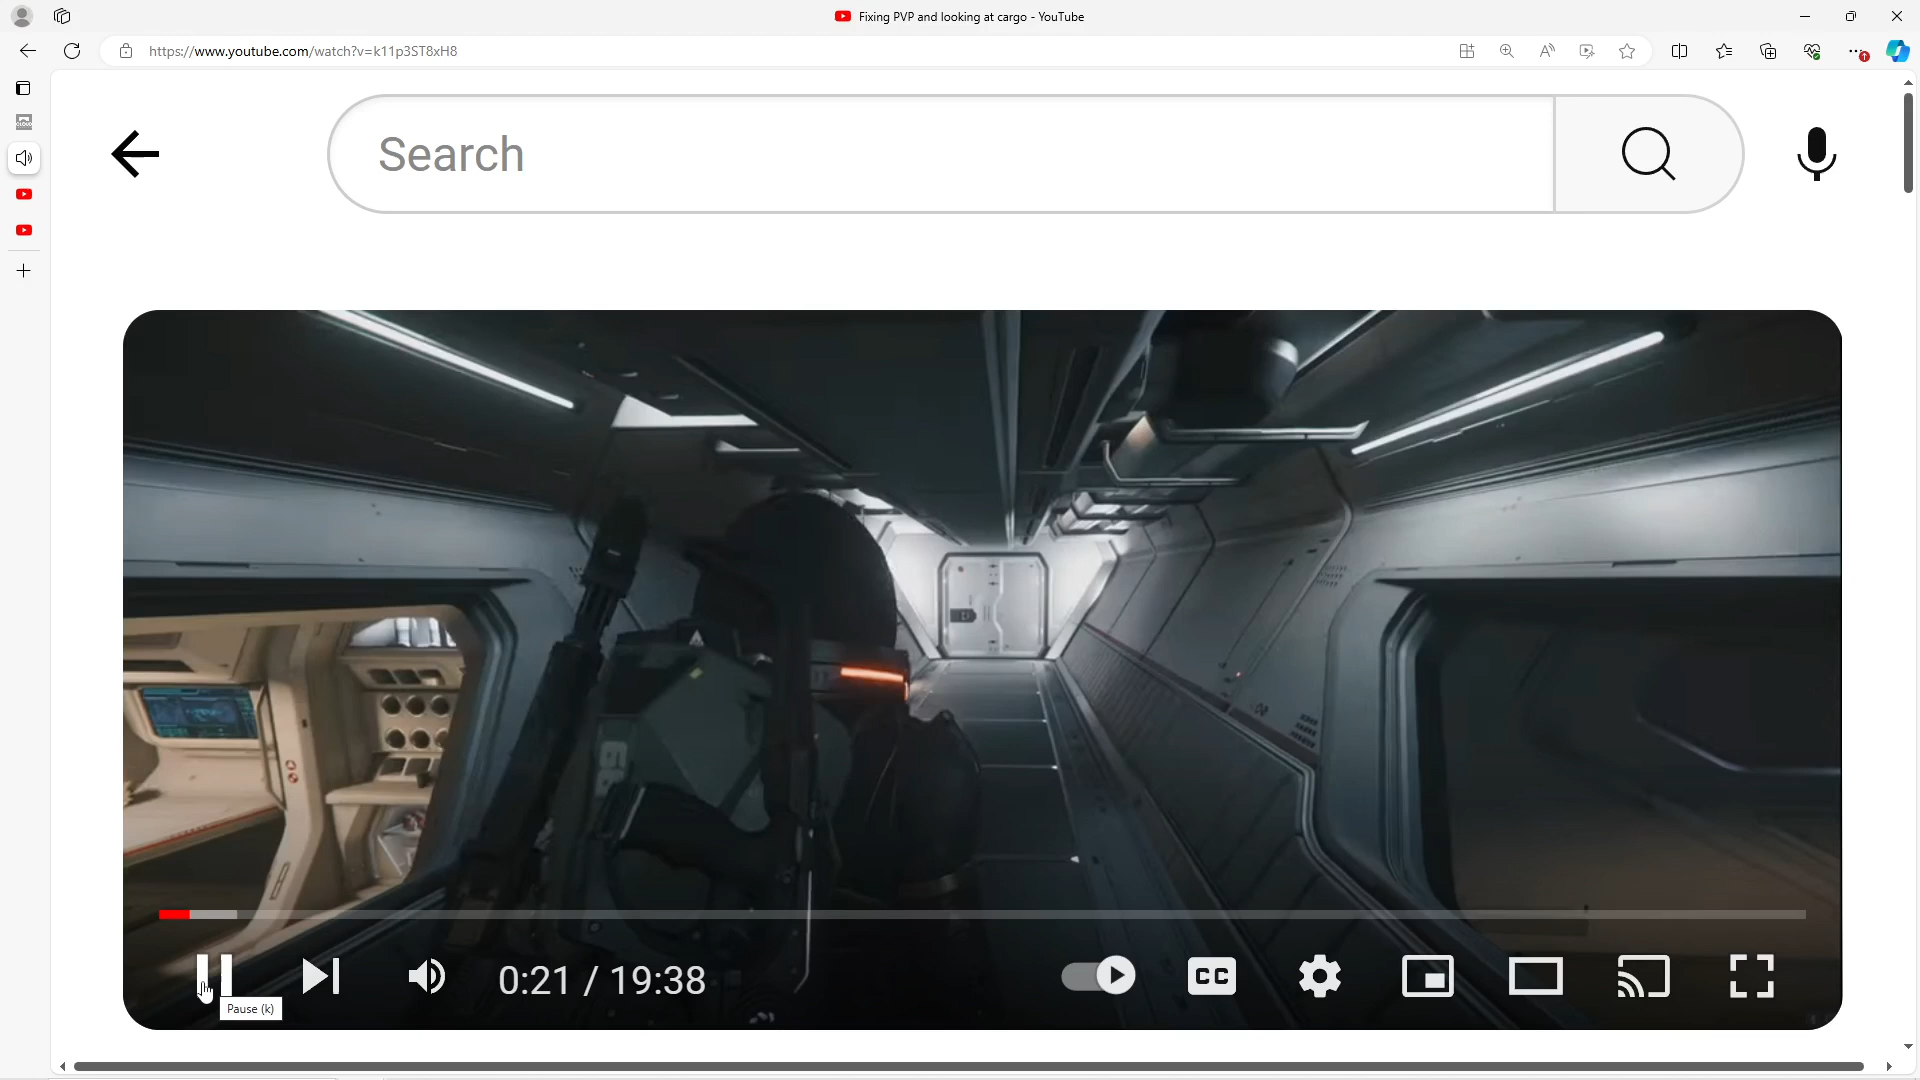 Fixing PVP and looking at cargo - YouTube
https://www.youtube.com/watch?v=k11p3ST8xH8
Search
0:21 / 19:38
CC
Pause (k)